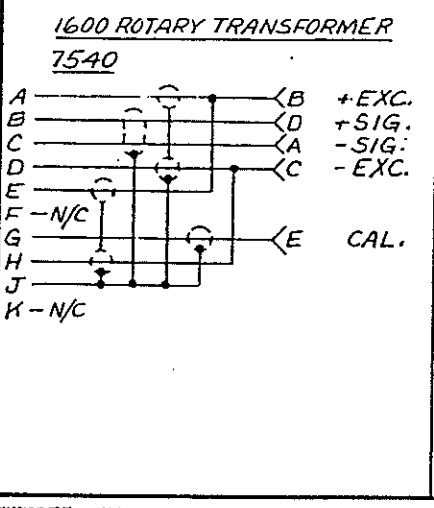 1600 ROTARY TRANSFORMER
7540
A B +EXC.
B D +SIG.
C A -SIG.
D C -EXC.
E
F - N/C
G E CAL.
H
J
K - N/C